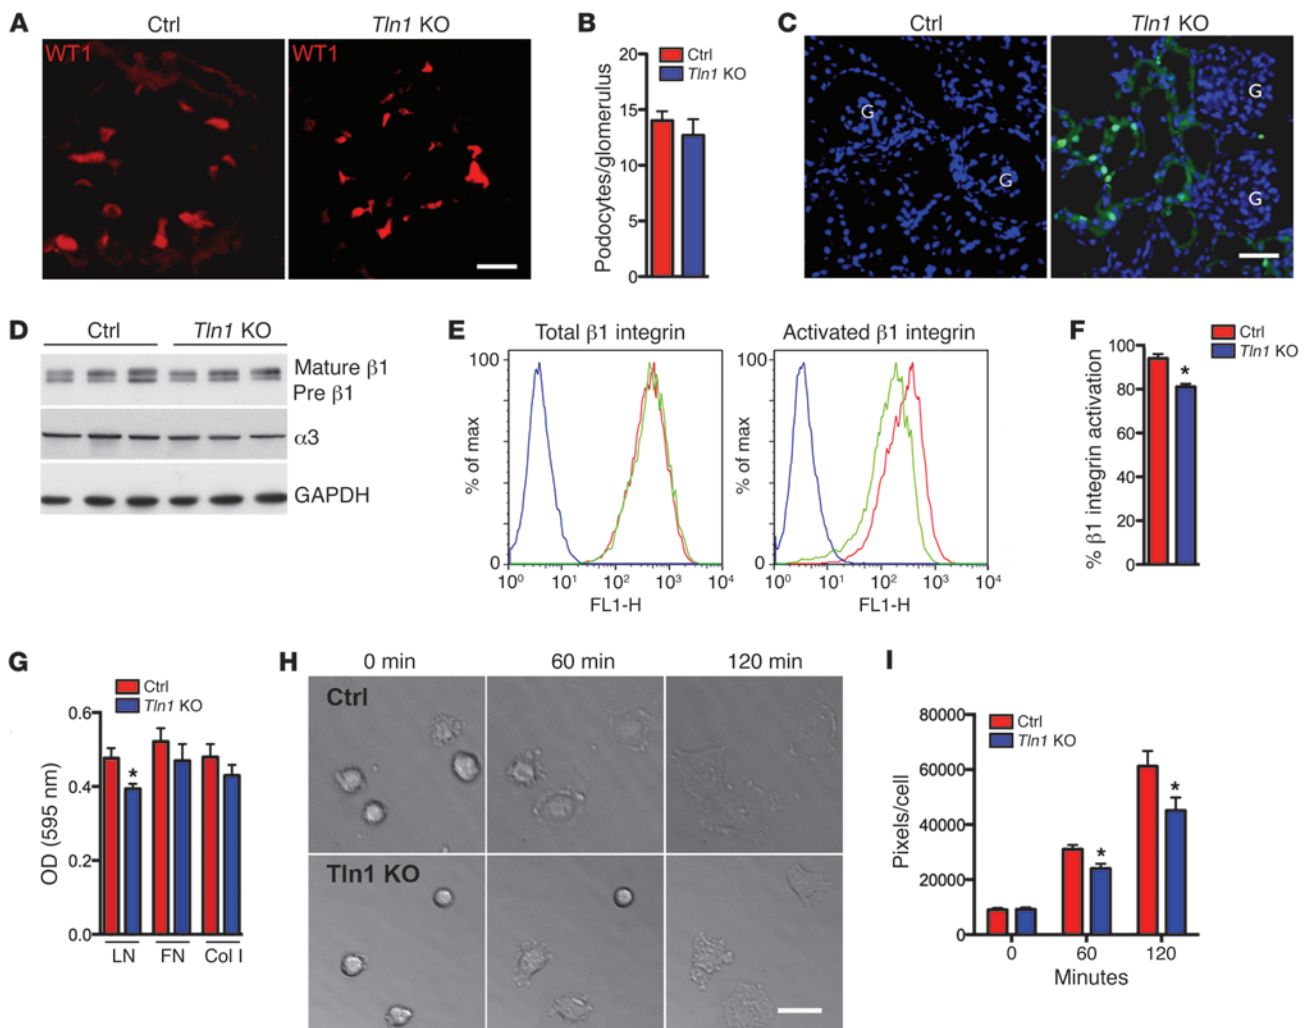 A
Ctrl
Tln1 KO
WT1
WT1
B
Ctrl
Tln1 KO
Podocytes/glomerulus
20
15
10
5
0
C
Ctrl
Tln1 KO
G
G
G
G
D
Ctrl
Tln1 KO
Mature β1
Pre β1
α3
GAPDH
E
Total β1 integrin
% of max
100
0
10⁰ 10¹ 10² 10³ 10⁴
FL1-H
Activated β1 integrin
% of max
100
0
10⁰ 10¹ 10² 10³ 10⁴
FL1-H
F
Ctrl
Tln1 KO
% β1 integrin activation
100
80
60
40
20
0
*
G
Ctrl
Tln1 KO
OD (595 nm)
0.6
0.4
0.2
0.0
*
LN FN Col I
H
0 min 60 min 120 min
Ctrl
Tln1 KO
I
Ctrl
Tln1 KO
Pixels/cell
80000
60000
40000
20000
0
*
*
0 60 120
Minutes